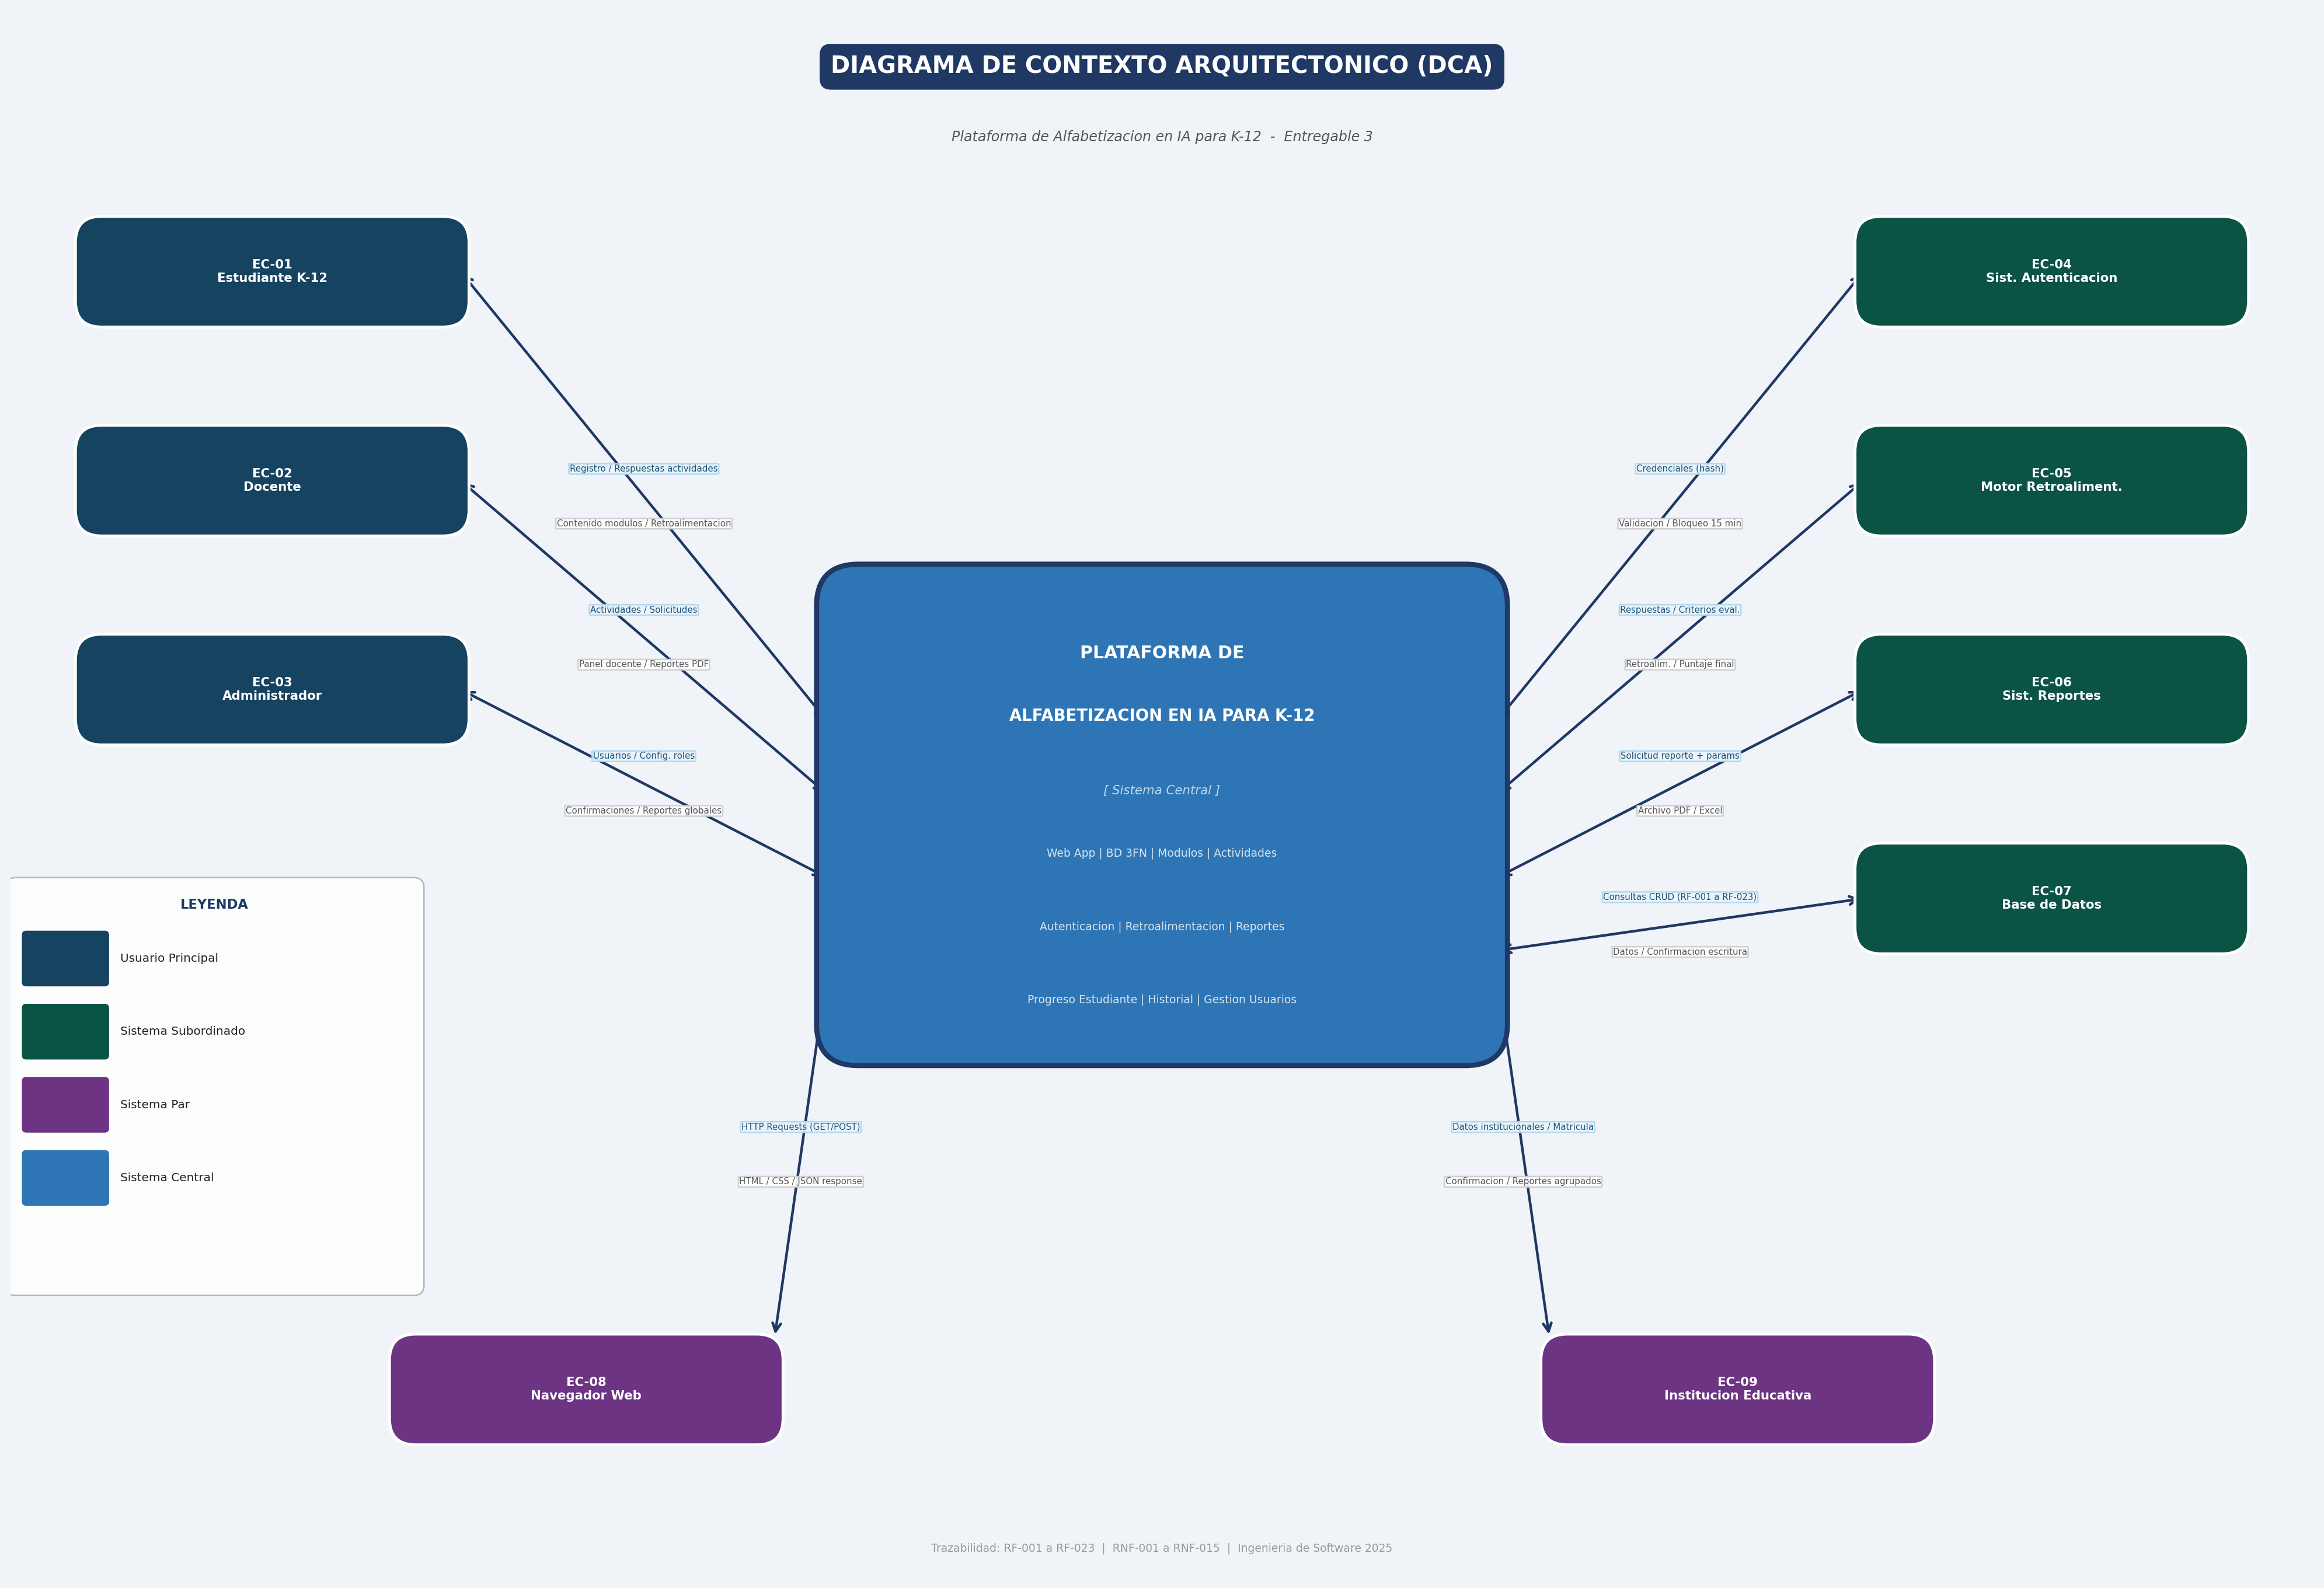 DIAGRAMA DE CONTEXTO ARQUITECTONICO (DCA)
Plataforma de Alfabetizacion en IA para K-12 - Entregable 3
EC-01
Estudiante K-12
EC-02
Docente
EC-03
Administrador
Registro / Respuestas actividades
Contenido modulos / Retroalimentacion
Actividades / Solicitudes
Panel docente / Reportes PDF
Usuarios / Config. roles
Confirmaciones / Reportes globales
PLATAFORMA DE
ALFABETIZACION EN IA PARA K-12
[ Sistema Central ]
Web App | BD 3FN | Modulos | Actividades
Autenticacion | Retroalimentacion | Reportes
Progreso Estudiante | Historial | Gestion Usuarios
Credenciales (hash)
Validacion / Bloqueo 15 min
Respuestas / Criterios eval.
Retroalim. / Puntaje final
Solicitud reporte + params
Archivo PDF / Excel
Consultas CRUD (RF-001 a RF-023)
Datos / Confirmacion escritura
EC-04
Sist. Autenticacion
EC-05
Motor Retroaliment.
EC-06
Sist. Reportes
EC-07
Base de Datos
LEYENDA
Usuario Principal
Sistema Subordinado
Sistema Par
Sistema Central
HTTP Requests (GET/POST)
HTML / CSS / JSON response
Datos institucionales / Matricula
Confirmacion / Reportes agrupados
EC-08
Navegador Web
EC-09
Institucion Educativa
Trazabilidad: RF-001 a RF-023 | RNF-001 a RNF-015 | Ingenieria de Software 2025